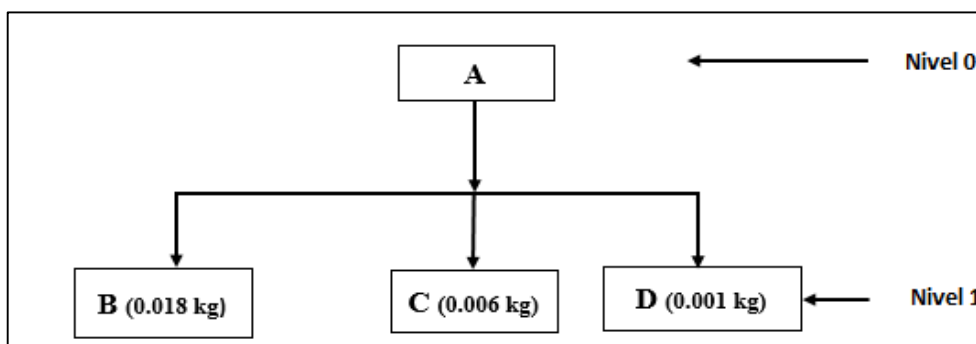 A
Nivel 0
B (0.018 kg)
C (0.006 kg)
D (0.001 kg)
Nivel 1